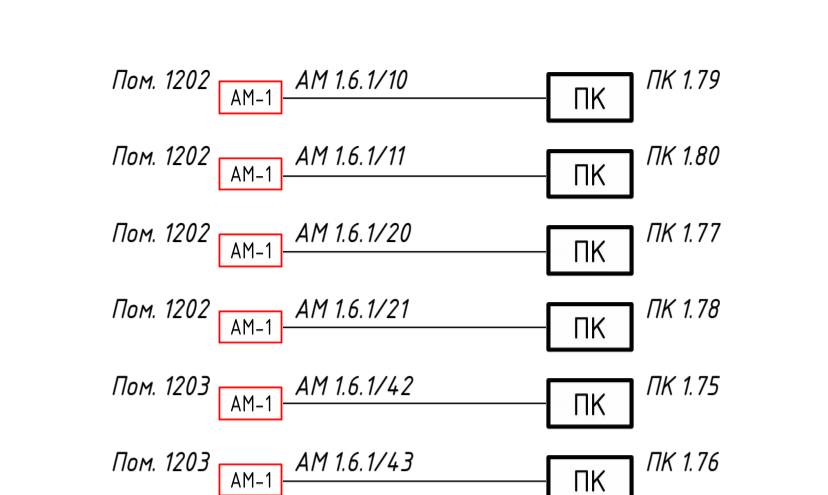 Пом. 1202 АМ-1 АМ 1.6.1/10 ПК ПК 1.79
Пом. 1202 АМ-1 АМ 1.6.1/11 ПК ПК 1.80
Пом. 1202 АМ-1 АМ 1.6.1/20 ПК ПК 1.77
Пом. 1202 АМ-1 АМ 1.6.1/21 ПК ПК 1.78
Пом. 1203 АМ-1 АМ 1.6.1/42 ПК ПК 1.75
Пом. 1203 АМ-1 АМ 1.6.1/43 ПК ПК 1.76